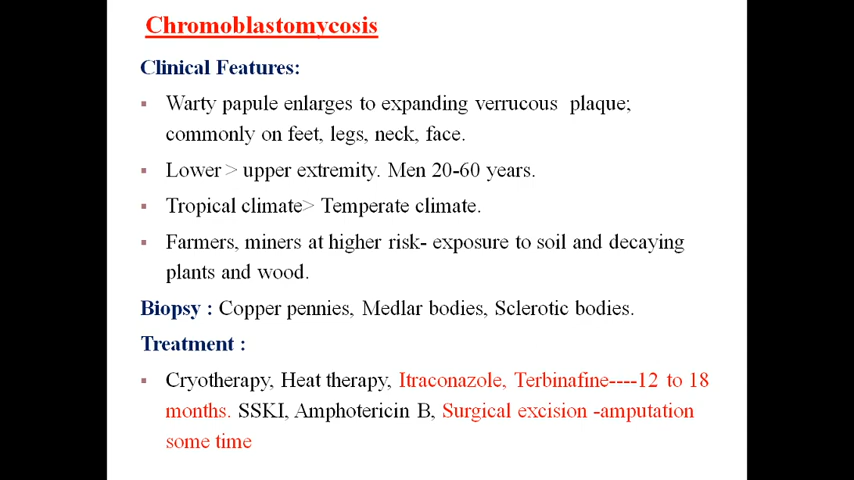 Chromoblastomycosis
Clinical Features:
▪ Warty papule enlarges to expanding verrucous plaque;
commonly on feet, legs, neck, face.
▪ Lower > upper extremity. Men 20-60 years.
▪ Tropical climate> Temperate climate.
▪ Farmers, miners at higher risk- exposure to soil and decaying
plants and wood.
Biopsy : Copper pennies, Medlar bodies, Sclerotic bodies.
Treatment :
▪ Cryotherapy, Heat therapy, Itraconazole, Terbinafine----12 to 18
months. SSKI, Amphotericin B, Surgical excision -amputation
some time